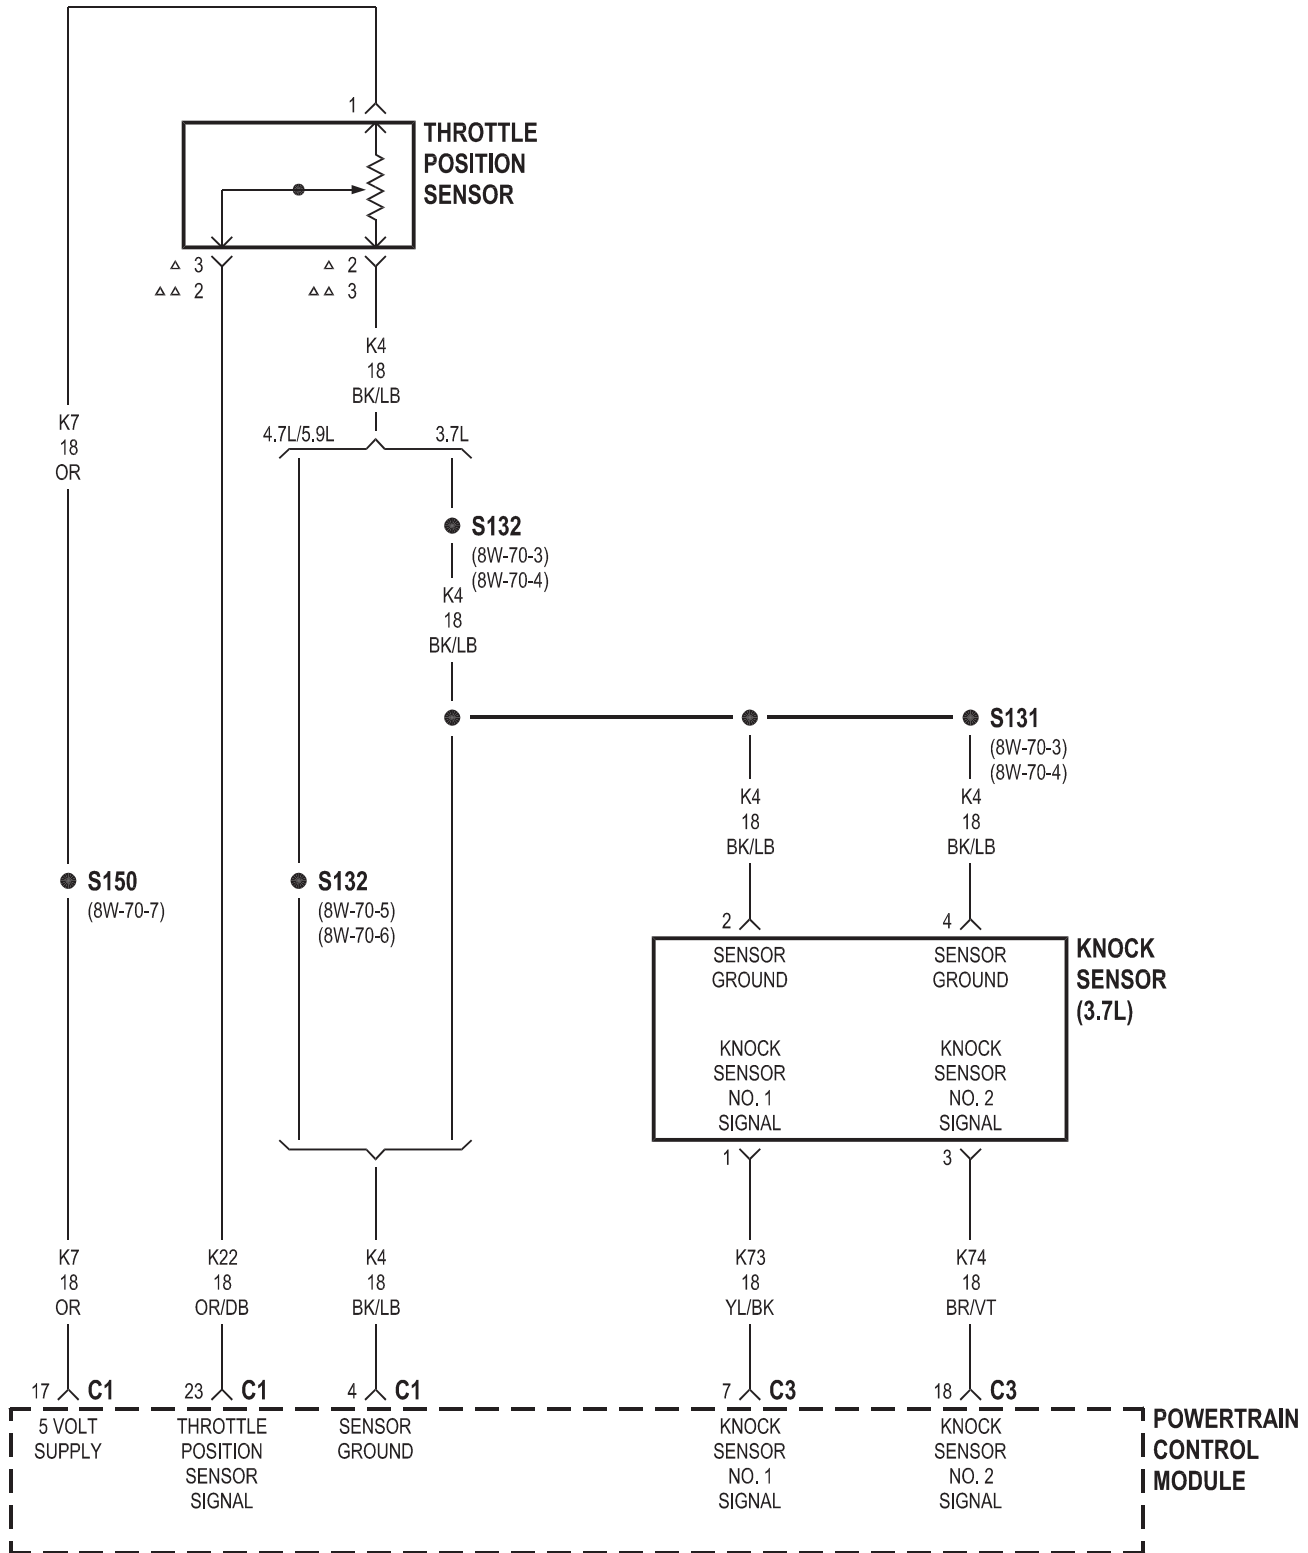 1
THROTTLE
POSITION
SENSOR
△ 3
△ △ 2
△ 2
△ △ 3
K4
18
BK/LB
K7
18
OR
4.7L/5.9L
3.7L
S132
(8W-70-3)
(8W-70-4)
K4
18
BK/LB
S131
(8W-70-3)
(8W-70-4)
K4
18
BK/LB
K4
18
BK/LB
S150
(8W-70-7)
S132
(8W-70-5)
(8W-70-6)
2
4
SENSOR
GROUND
SENSOR
GROUND
KNOCK
SENSOR
(3.7L)
KNOCK
SENSOR
NO. 1
SIGNAL
KNOCK
SENSOR
NO. 2
SIGNAL
1
3
K7
18
OR
K22
18
OR/DB
K4
18
BK/LB
K73
18
YL/BK
K74
18
BR/VT
17 C1
23 C1
4 C1
7 C3
18 C3
5 VOLT
SUPPLY
THROTTLE
POSITION
SENSOR
SIGNAL
SENSOR
GROUND
KNOCK
SENSOR
NO. 1
SIGNAL
KNOCK
SENSOR
NO. 2
SIGNAL
POWERTRAIN
CONTROL
MODULE